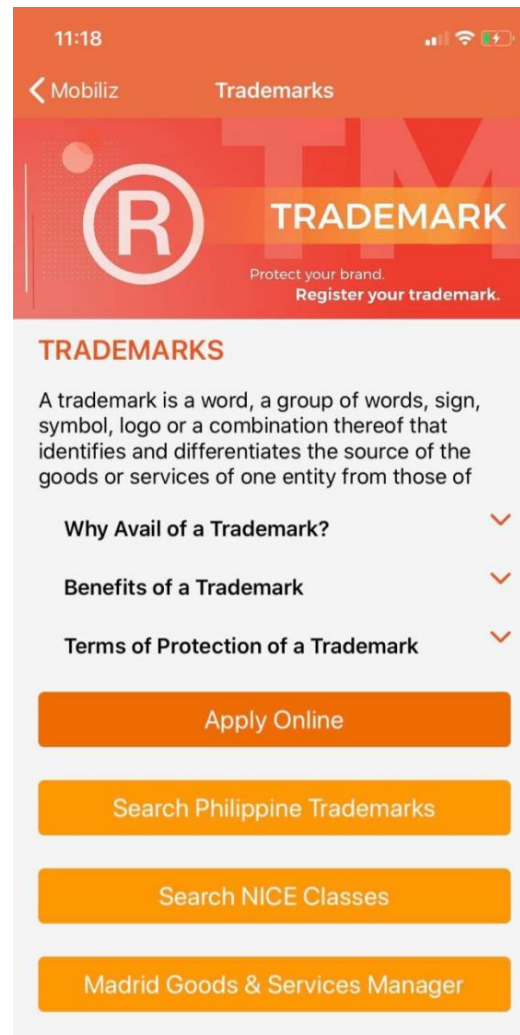 11:18
Mobiliz
Trademarks
TM
R
TRADEMARK
Protect your brand.
Register your trademark.
TRADEMARKS
A trademark is a word, a group of words, sign,
symbol, logo or a combination thereof that
identifies and differentiates the source of the
goods or services of one entity from those of
Why Avail of a Trademark?
Benefits of a Trademark
Terms of Protection of a Trademark
Apply Online
Search Philippine Trademarks
Search NICE Classes
Madrid Goods & Services Manager